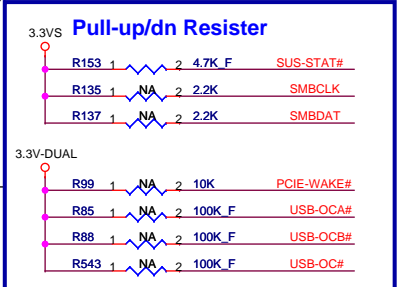 Pull-up/dn Resister
3.3VS
R153 1 2 4.7K_F SUS-STAT#
R135 1 NA 2 2.2K SMBCLK
R137 1 NA 2 2.2K SMBDAT
3.3V-DUAL
R99 1 NA 2 10K PCIE-WAKE#
R85 1 NA 2 100K_F USB-OCA#
R88 1 NA 2 100K_F USB-OCB#
R543 1 NA 2 100K_F USB-OC#